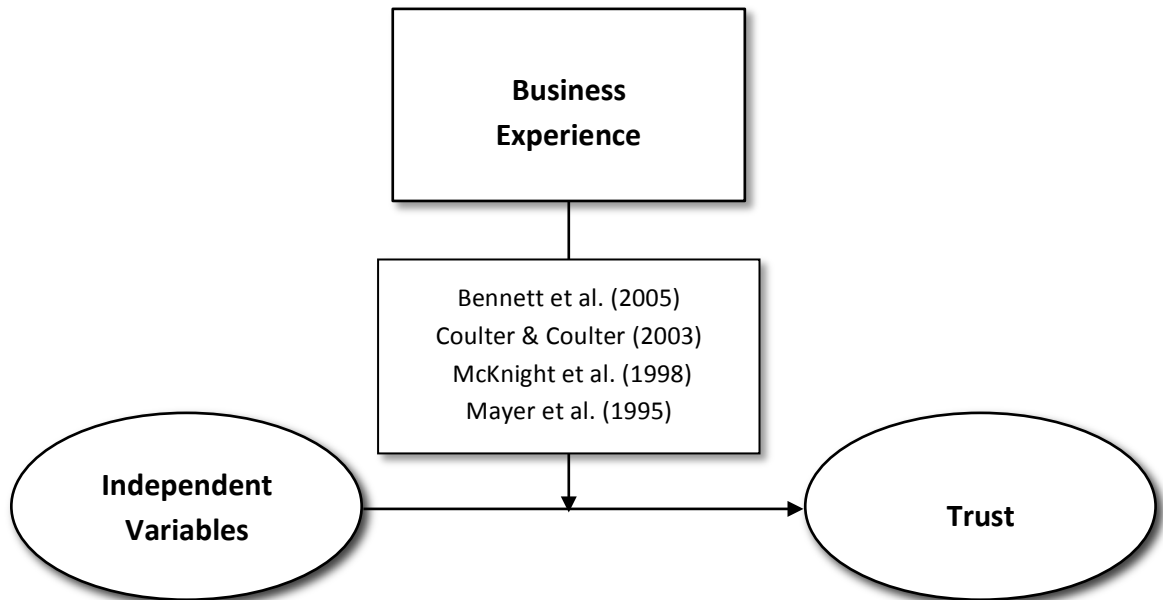 Business
Experience
Bennett et al. (2005)
Coulter & Coulter (2003)
McKnight et al. (1998)
Mayer et al. (1995)
Independent
Variables
Trust